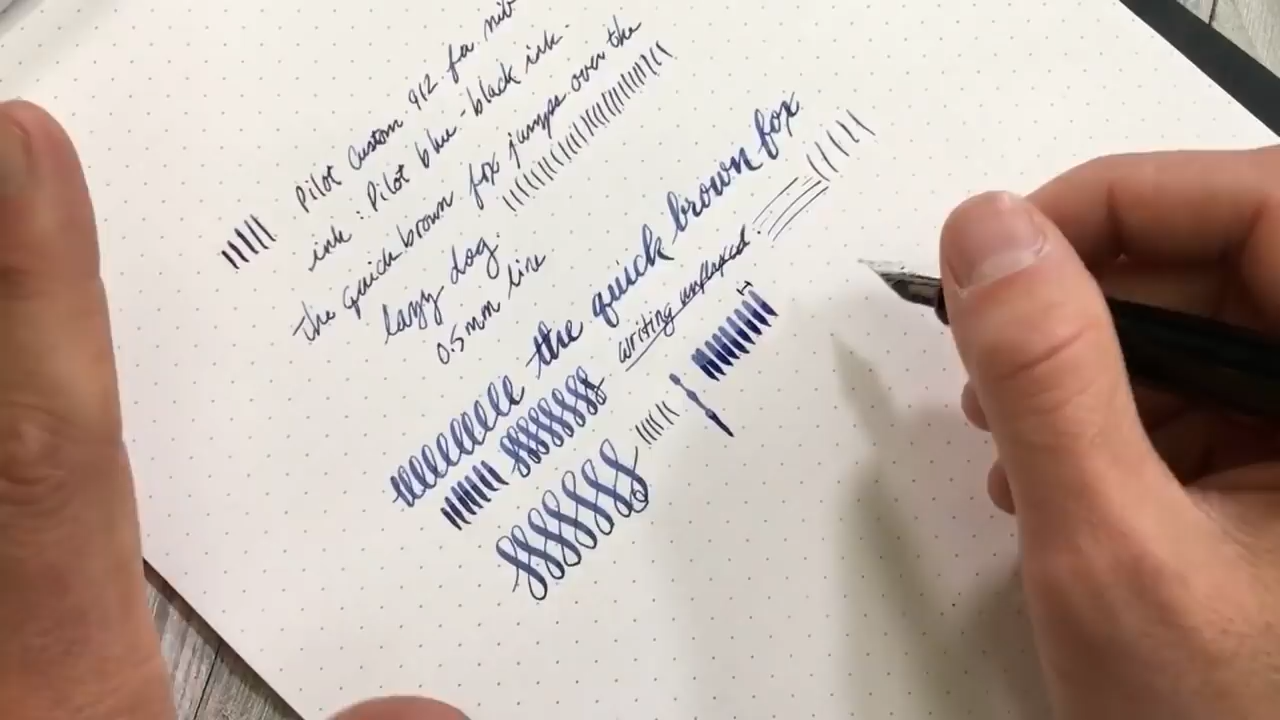 Pilot Custom 912 fa nib
ink: Pilot blue-black ink.
The quick brown fox jumps over the
lazy dog.
0.5mm line
the quick brown fox
writing unflexed.